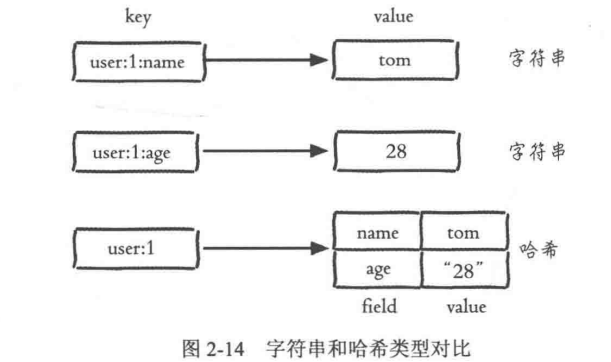 key value
user:1:name tom 字符串
user:1:age 28 字符串
name tom
user:1 哈希
age “28”
field value
图 2-14 字符串和哈希类型对比